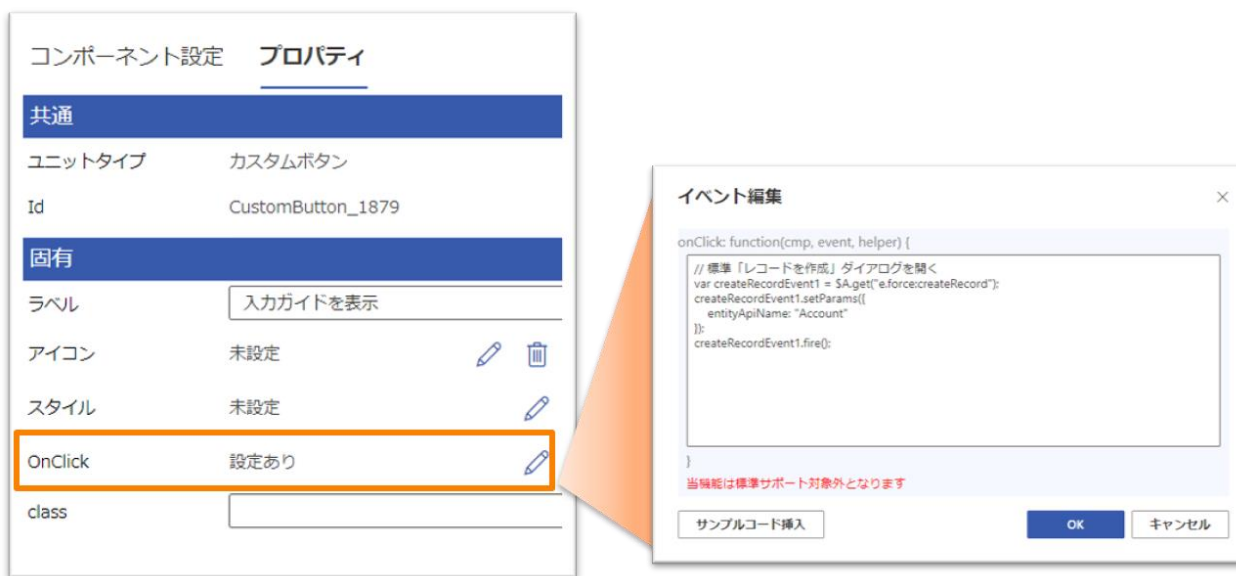 コンポーネント設定 プロパティ
共通
ユニットタイプ カスタムボタン
Id CustomButton_1879
固有
ラベル 入力ガイドを表示
アイコン 未設定
スタイル 未設定
OnClick 設定あり
class
イベント編集
onClick: function(cmp, event, helper) {
// 標準「レコードを作成」ダイアログを開く
var createRecordEvent1 = $A.get("e.force:createRecord");
createRecordEvent1.setParams({
entityApiName: "Account"
});
createRecordEvent1.fire();
}
当機能は標準サポート対象外となります
サンプルコード挿入 OK キャンセル